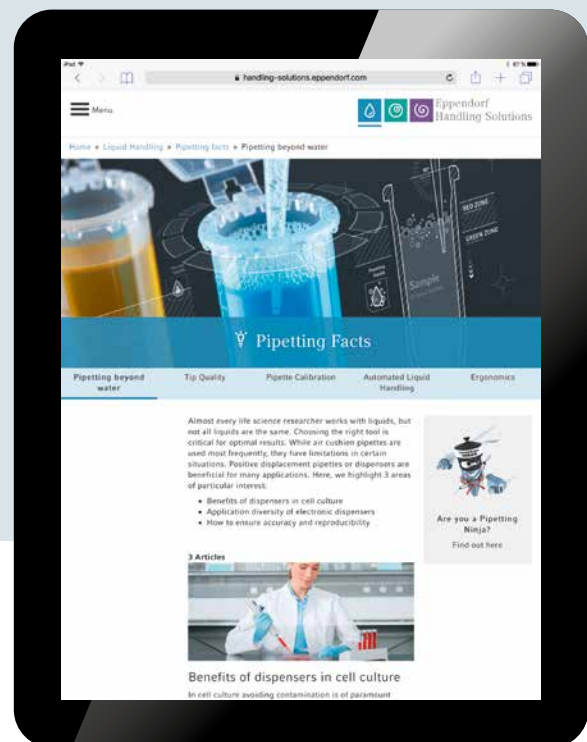 iPad
67%
handling-solutions.eppendorf.com
Menu
Eppendorf
Handling Solutions
Home » Liquid Handling » Pipetting facts » Pipetting beyond water
RED ZONE
GREEN ZONE
Sample
Pipetting Facts
Pipetting beyond
water
Tip Quality
Pipette Calibration
Automated Liquid
Handling
Ergonomics
Almost every life science researcher works with liquids, but
not all liquids are the same. Choosing the right tool is
critical for optimal results. While air cushion pipettes are
used most frequently, they have limitations in certain
situations. Positive displacement pipettes or dispensers are
beneficial for many applications. Here, we highlight 3 areas
of particular interest:
• Benefits of dispensers in cell culture
• Application diversity of electronic dispensers
• How to ensure accuracy and reproducibility
Are you a Pipetting
Ninja?
Find out here
3 Articles
Benefits of dispensers in cell culture
In cell culture avoiding contamination is of paramount